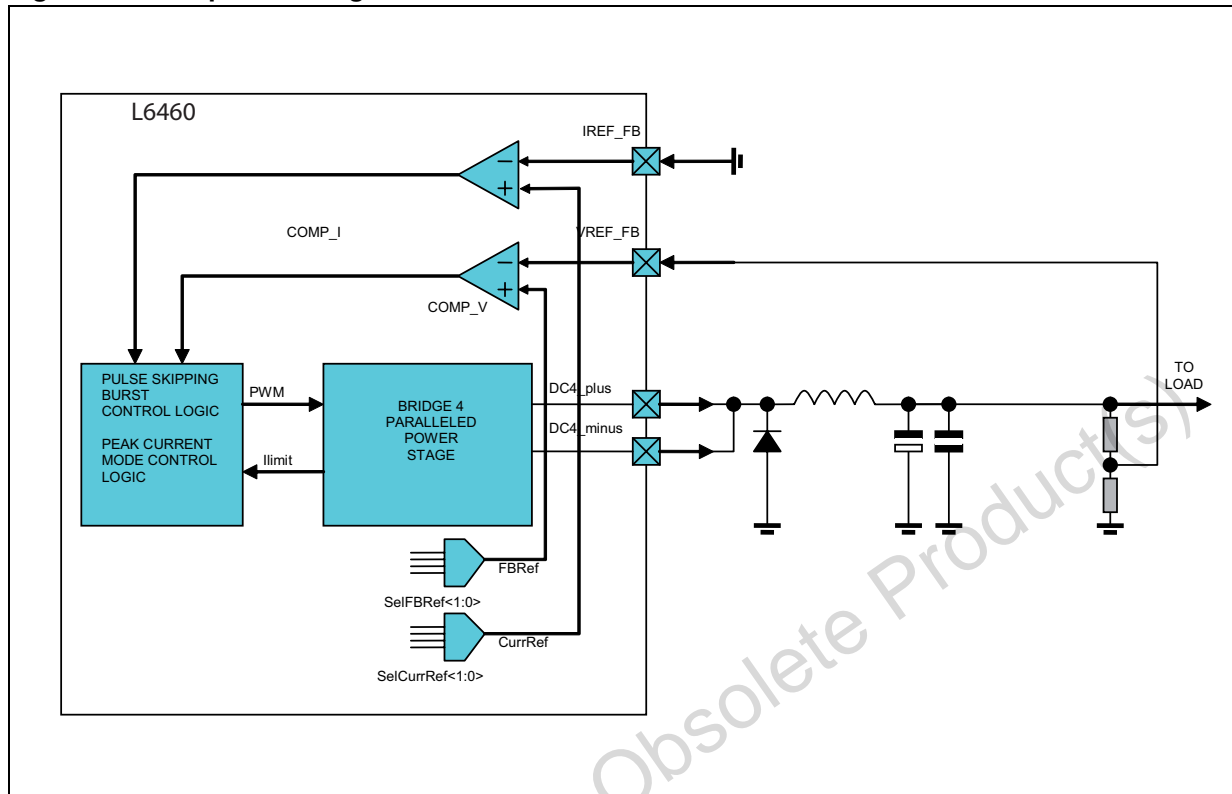 L6460
IREF_FB
COMP_I
VREF_FB
COMP_V
PULSE SKIPPING
BURST
CONTROL LOGIC
PEAK CURRENT
MODE CONTROL
LOGIC
PWM
Ilimit
BRIDGE 4
PARALLELED
POWER
STAGE
DC4_plus
DC4_minus
TO
LOAD
FBRef
SelFBRef<1:0>
CurrRef
SelCurrRef<1:0>
Obsolete Product(s)